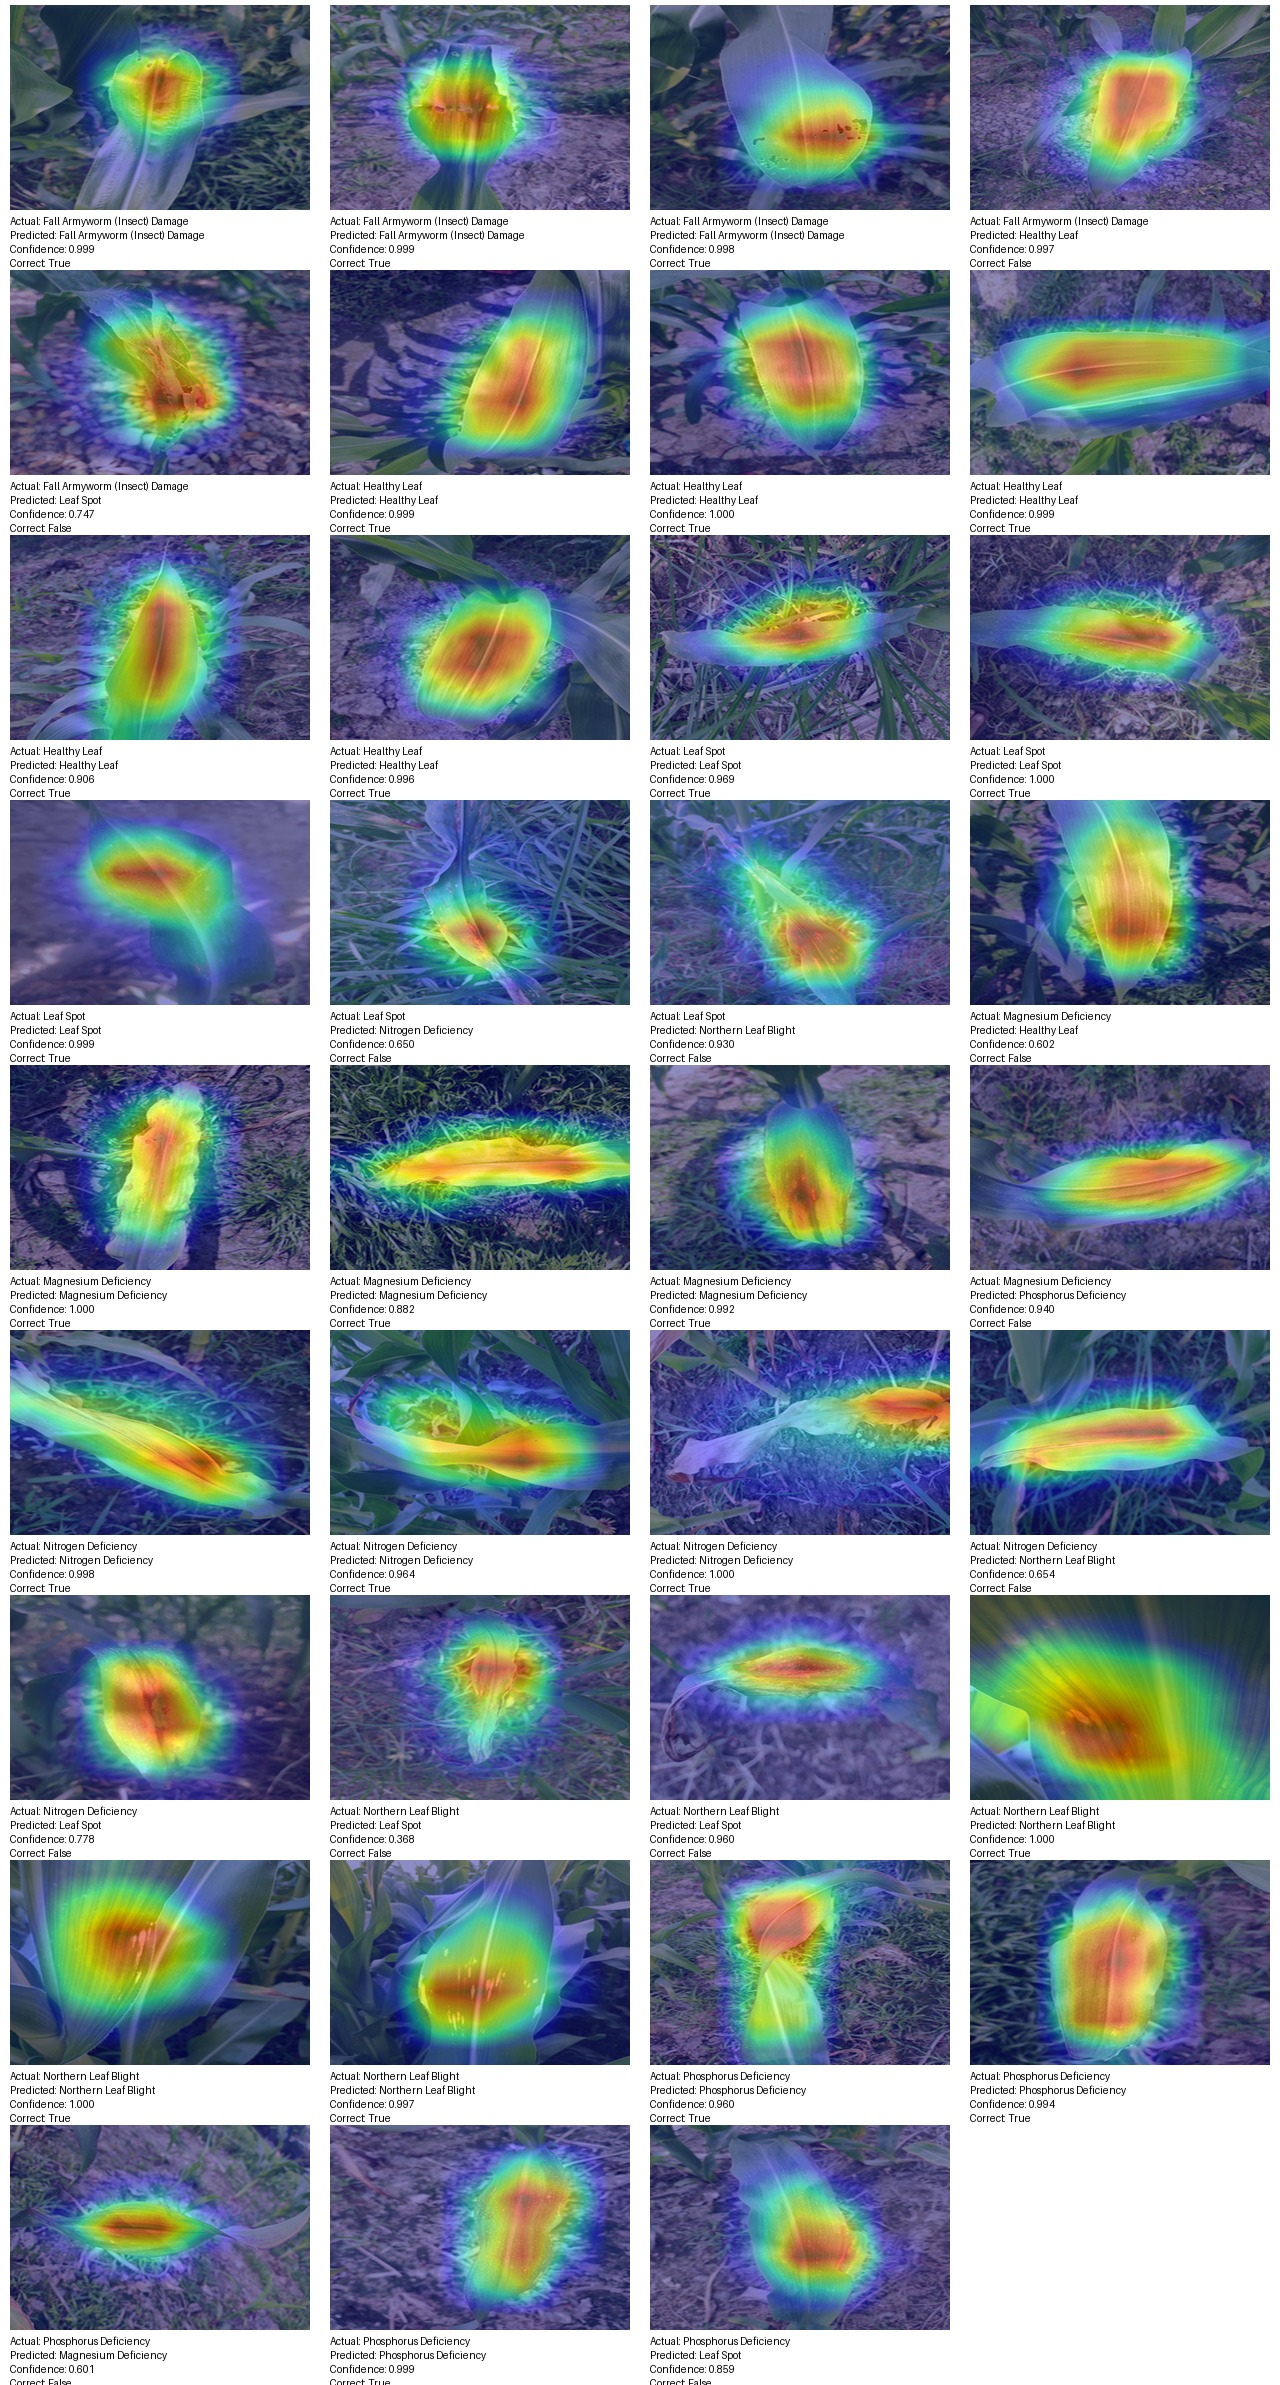 Actual: Fall Armyworm (Insect) Damage
Predicted: Fall Armyworm (Insect) Damage
Confidence: 0.999
Correct: True
Actual: Fall Armyworm (Insect) Damage
Predicted: Fall Armyworm (Insect) Damage
Confidence: 0.999
Correct: True
Actual: Fall Armyworm (Insect) Damage
Predicted: Fall Armyworm (Insect) Damage
Confidence: 0.998
Correct: True
Actual: Fall Armyworm (Insect) Damage
Predicted: Healthy Leaf
Confidence: 0.997
Correct: False
Actual: Fall Armyworm (Insect) Damage
Predicted: Leaf Spot
Confidence: 0.747
Correct: False
Actual: Healthy Leaf
Predicted: Healthy Leaf
Confidence: 0.999
Correct: True
Actual: Healthy Leaf
Predicted: Healthy Leaf
Confidence: 1.000
Correct: True
Actual: Healthy Leaf
Predicted: Healthy Leaf
Confidence: 0.999
Correct: True
Actual: Healthy Leaf
Predicted: Healthy Leaf
Confidence: 0.906
Correct: True
Actual: Healthy Leaf
Predicted: Healthy Leaf
Confidence: 0.996
Correct: True
Actual: Leaf Spot
Predicted: Leaf Spot
Confidence: 0.969
Correct: True
Actual: Leaf Spot
Predicted: Leaf Spot
Confidence: 1.000
Correct: True
Actual: Leaf Spot
Predicted: Leaf Spot
Confidence: 0.999
Correct: True
Actual: Leaf Spot
Predicted: Nitrogen Deficiency
Confidence: 0.650
Correct: False
Actual: Leaf Spot
Predicted: Northern Leaf Blight
Confidence: 0.930
Correct: False
Actual: Magnesium Deficiency
Predicted: Healthy Leaf
Confidence: 0.602
Correct: False
Actual: Magnesium Deficiency
Predicted: Magnesium Deficiency
Confidence: 1.000
Correct: True
Actual: Magnesium Deficiency
Predicted: Magnesium Deficiency
Confidence: 0.882
Correct: True
Actual: Magnesium Deficiency
Predicted: Magnesium Deficiency
Confidence: 0.992
Correct: True
Actual: Magnesium Deficiency
Predicted: Phosphorus Deficiency
Confidence: 0.940
Correct: False
Actual: Nitrogen Deficiency
Predicted: Nitrogen Deficiency
Confidence: 0.998
Correct: True
Actual: Nitrogen Deficiency
Predicted: Nitrogen Deficiency
Confidence: 0.964
Correct: True
Actual: Nitrogen Deficiency
Predicted: Nitrogen Deficiency
Confidence: 1.000
Correct: True
Actual: Nitrogen Deficiency
Predicted: Northern Leaf Blight
Confidence: 0.654
Correct: False
Actual: Nitrogen Deficiency
Predicted: Leaf Spot
Confidence: 0.778
Correct: False
Actual: Northern Leaf Blight
Predicted: Leaf Spot
Confidence: 0.368
Correct: False
Actual: Northern Leaf Blight
Predicted: Leaf Spot
Confidence: 0.960
Correct: False
Actual: Northern Leaf Blight
Predicted: Northern Leaf Blight
Confidence: 1.000
Correct: True
Actual: Northern Leaf Blight
Predicted: Northern Leaf Blight
Confidence: 1.000
Correct: True
Actual: Northern Leaf Blight
Predicted: Northern Leaf Blight
Confidence: 0.997
Correct: True
Actual: Phosphorus Deficiency
Predicted: Phosphorus Deficiency
Confidence: 0.960
Correct: True
Actual: Phosphorus Deficiency
Predicted: Phosphorus Deficiency
Confidence: 0.994
Correct: True
Actual: Phosphorus Deficiency
Predicted: Magnesium Deficiency
Confidence: 0.601
Correct: False
Actual: Phosphorus Deficiency
Predicted: Phosphorus Deficiency
Confidence: 0.999
Correct: True
Actual: Phosphorus Deficiency
Predicted: Leaf Spot
Confidence: 0.859
Correct: False